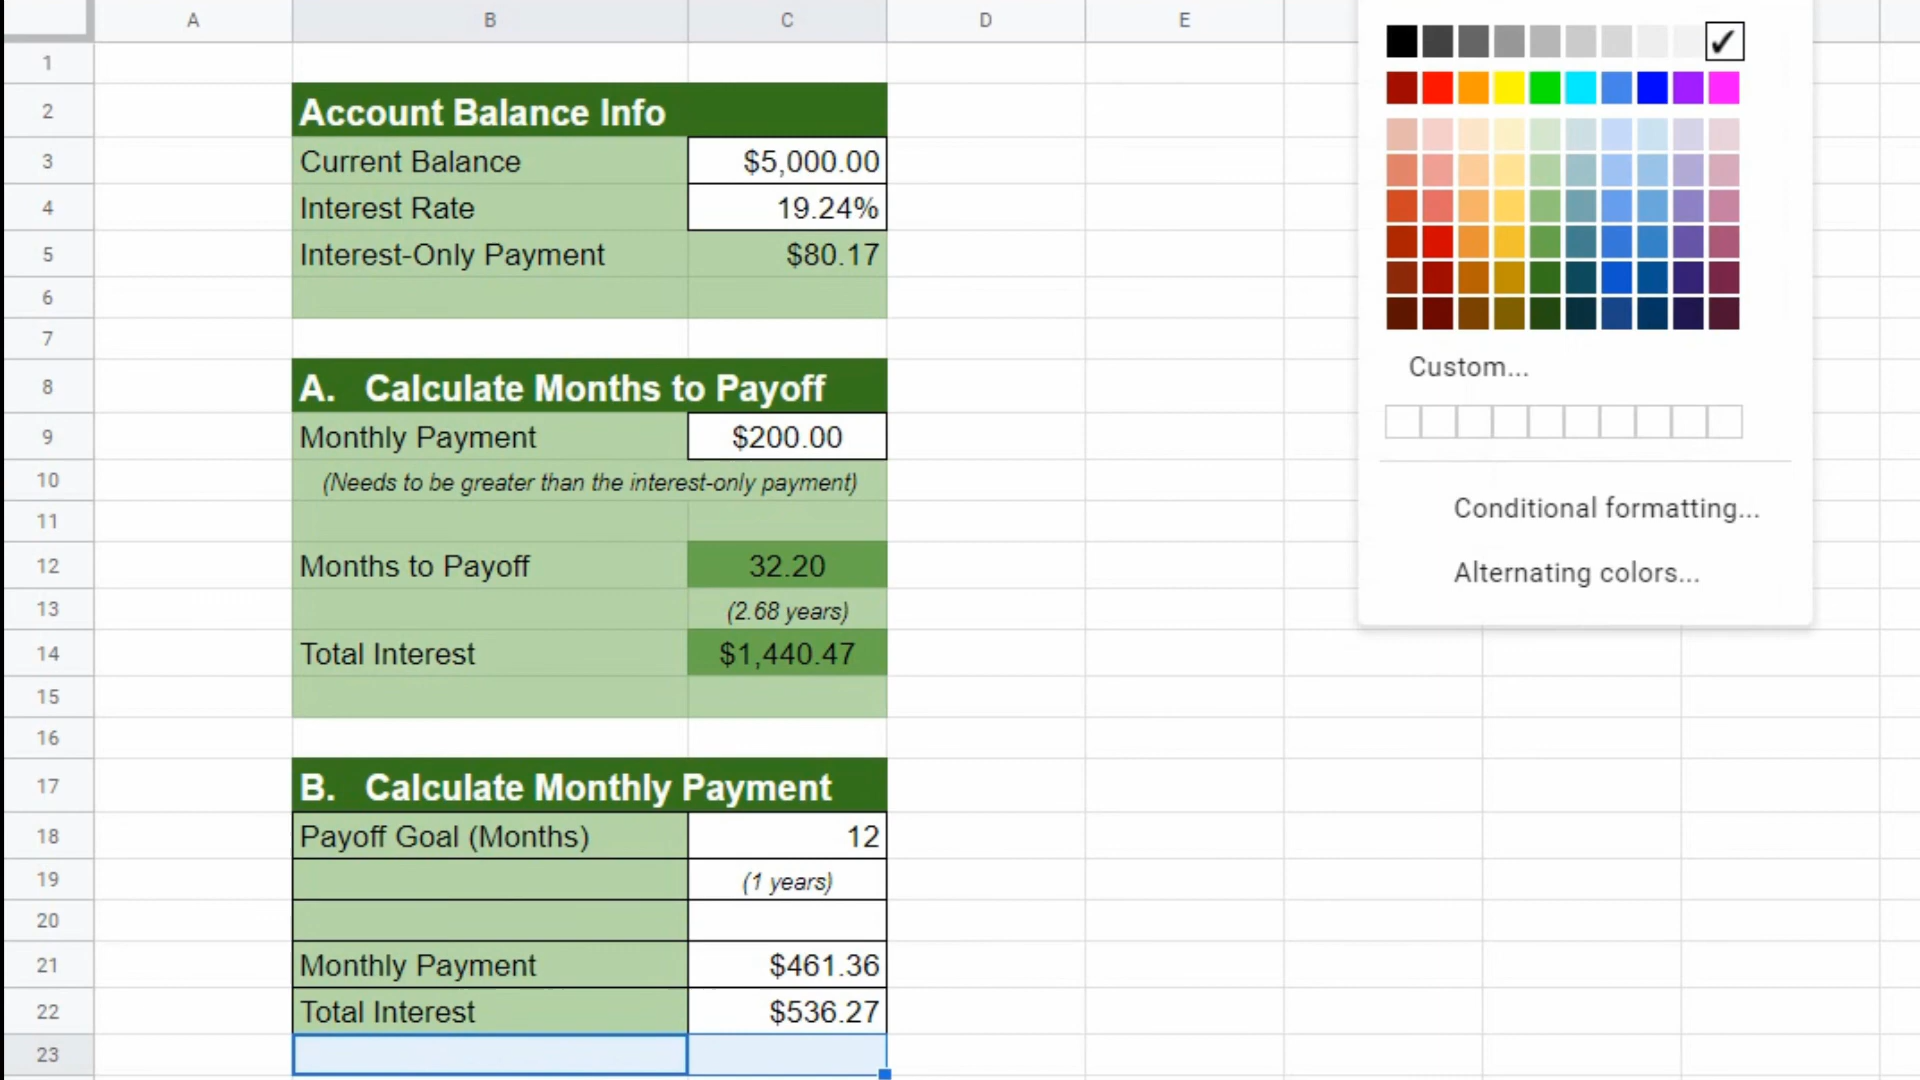 A B C D E
1
2 Account Balance Info
3 Current Balance $5,000.00
4 Interest Rate 19.24%
5 Interest-Only Payment $80.17
6
7
8 A. Calculate Months to Payoff
9 Monthly Payment $200.00
10 (Needs to be greater than the interest-only payment)
11
12 Months to Payoff 32.20
13 (2.68 years)
14 Total Interest $1,440.47
15
16
17 B. Calculate Monthly Payment
18 Payoff Goal (Months) 12
19 (1 years)
20
21 Monthly Payment $461.36
22 Total Interest $536.27
23
Custom...
Conditional formatting...
Alternating colors...